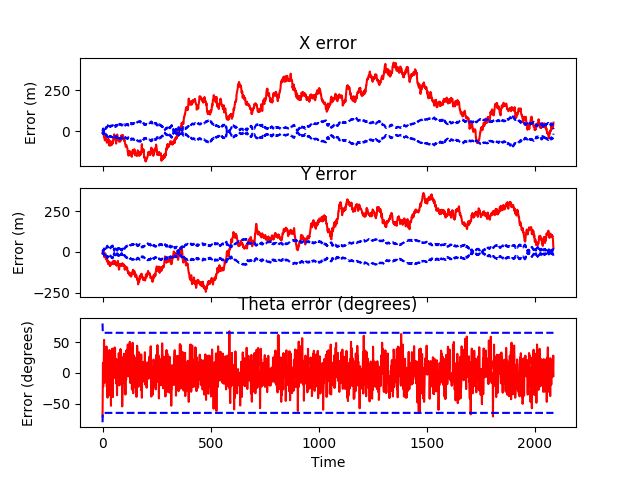 X error
Error (m)
250
0
Y error
Error (m)
250
0
−250
Theta error (degrees)
Error (degrees)
50
0
−50
0
500
1000
1500
2000
Time